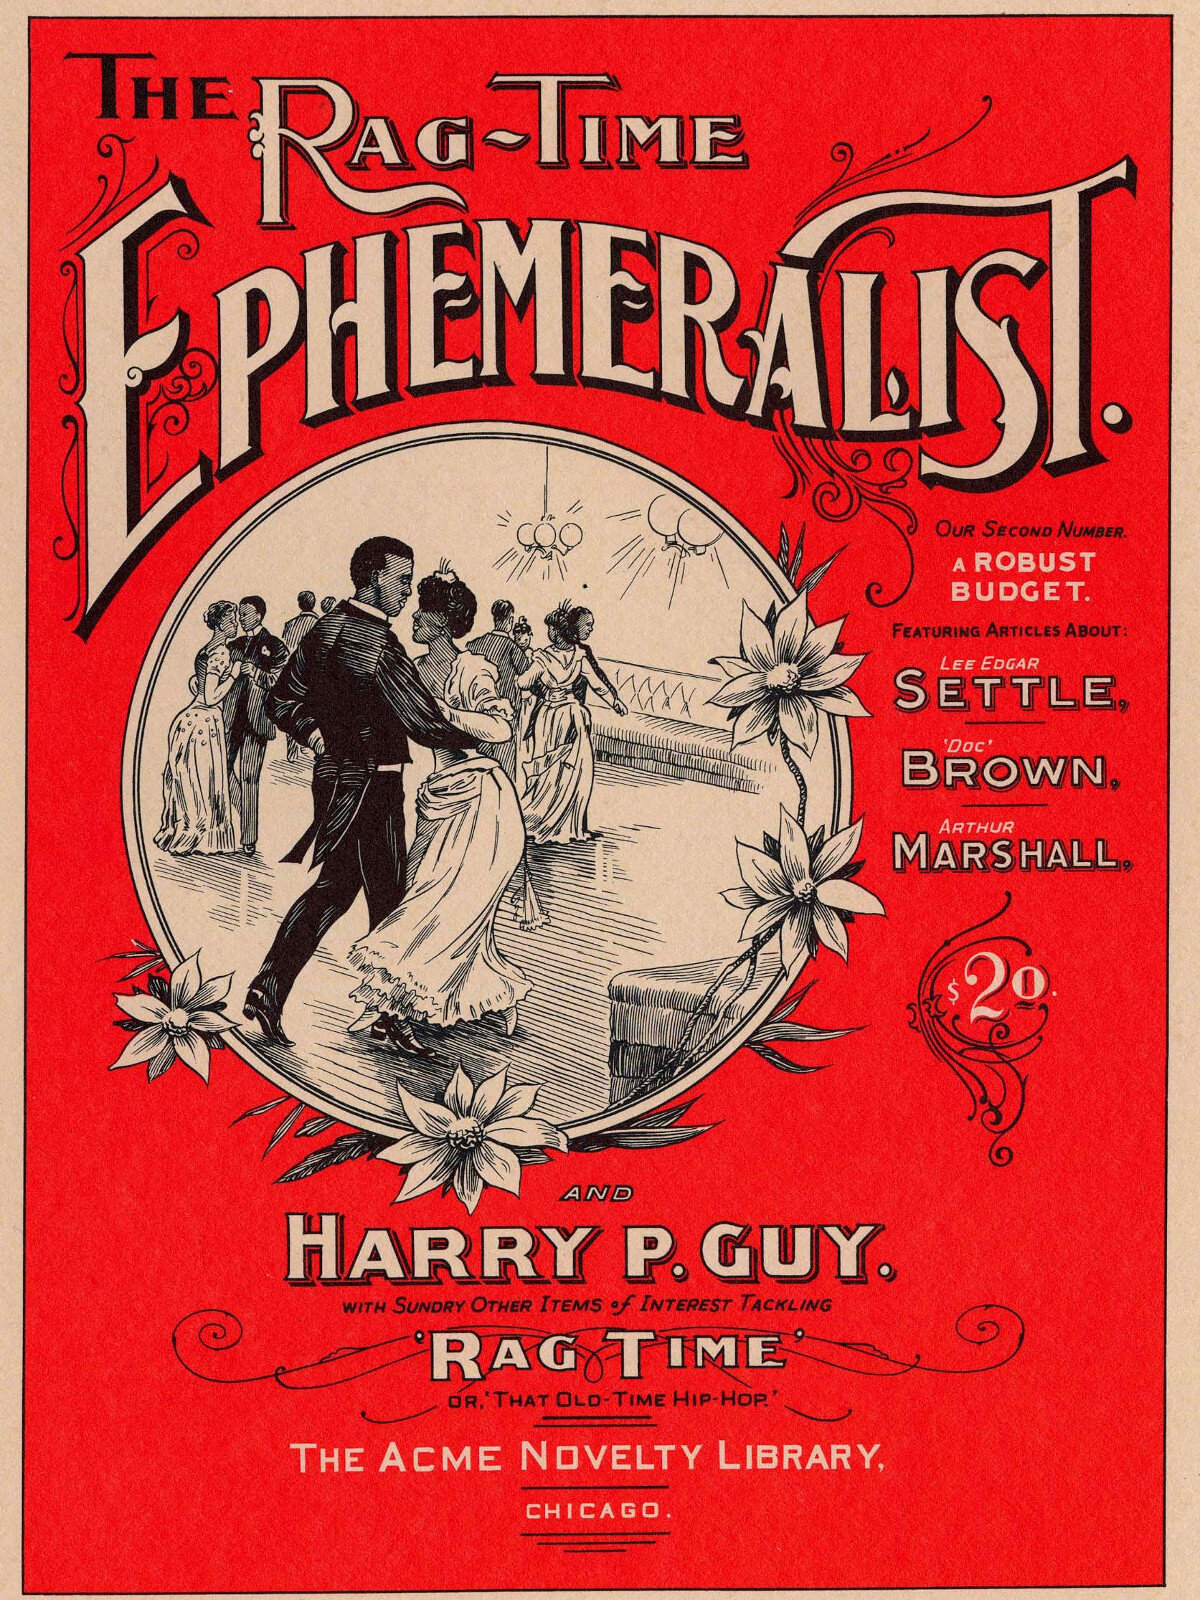 THE RAG-TIME
EPHEMERALIST.
OUR SECOND NUMBER.
A ROBUST
BUDGET.
FEATURING ARTICLES ABOUT:
LEE EDGAR
SETTLE,
'DOC'
BROWN,
ARTHUR
MARSHALL,
$20.
AND
HARRY P. GUY.
WITH SUNDRY OTHER ITEMS of INTEREST TACKLING
'RAG TIME'
OR, 'THAT OLD-TIME HIP-HOP.'
THE ACME NOVELTY LIBRARY,
CHICAGO.